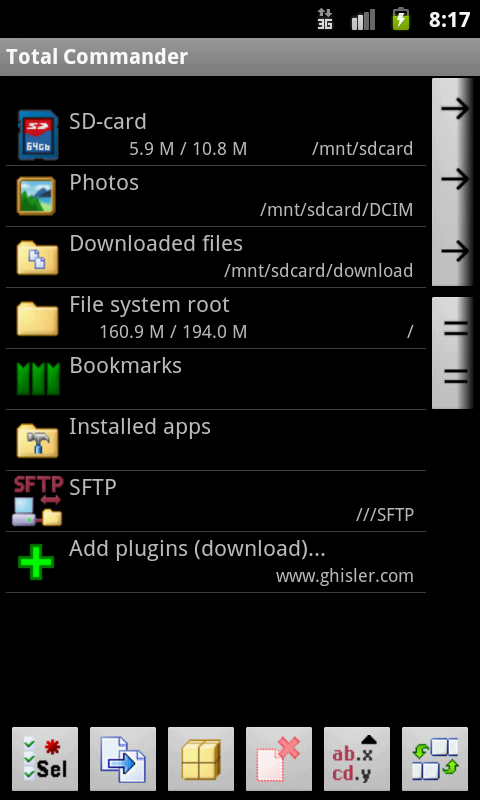 3G 8:17
Total Commander
SD-card
64Gb
5.9 M / 10.8 M /mnt/sdcard
Photos
/mnt/sdcard/DCIM
Downloaded files
/mnt/sdcard/download
File system root
160.9 M / 194.0 M /
Bookmarks
Installed apps
SFTP SFTP
///SFTP
Add plugins (download)...
www.ghisler.com
Sel
ab.x
cd.y